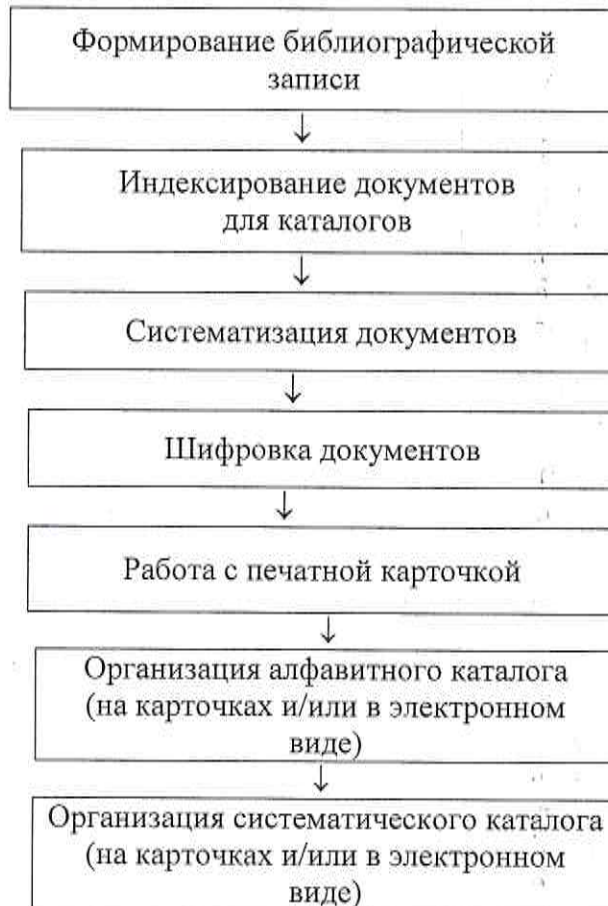 Формирование библиографической
записи
↓
Индексирование документов
для каталогов
↓
Систематизация документов
↓
Шифровка документов
↓
Работа с печатной карточкой
↓
Организация алфавитного каталога
(на карточках и/или в электронном
виде)
↓
Организация систематического каталога
(на карточках и/или в электронном
виде)